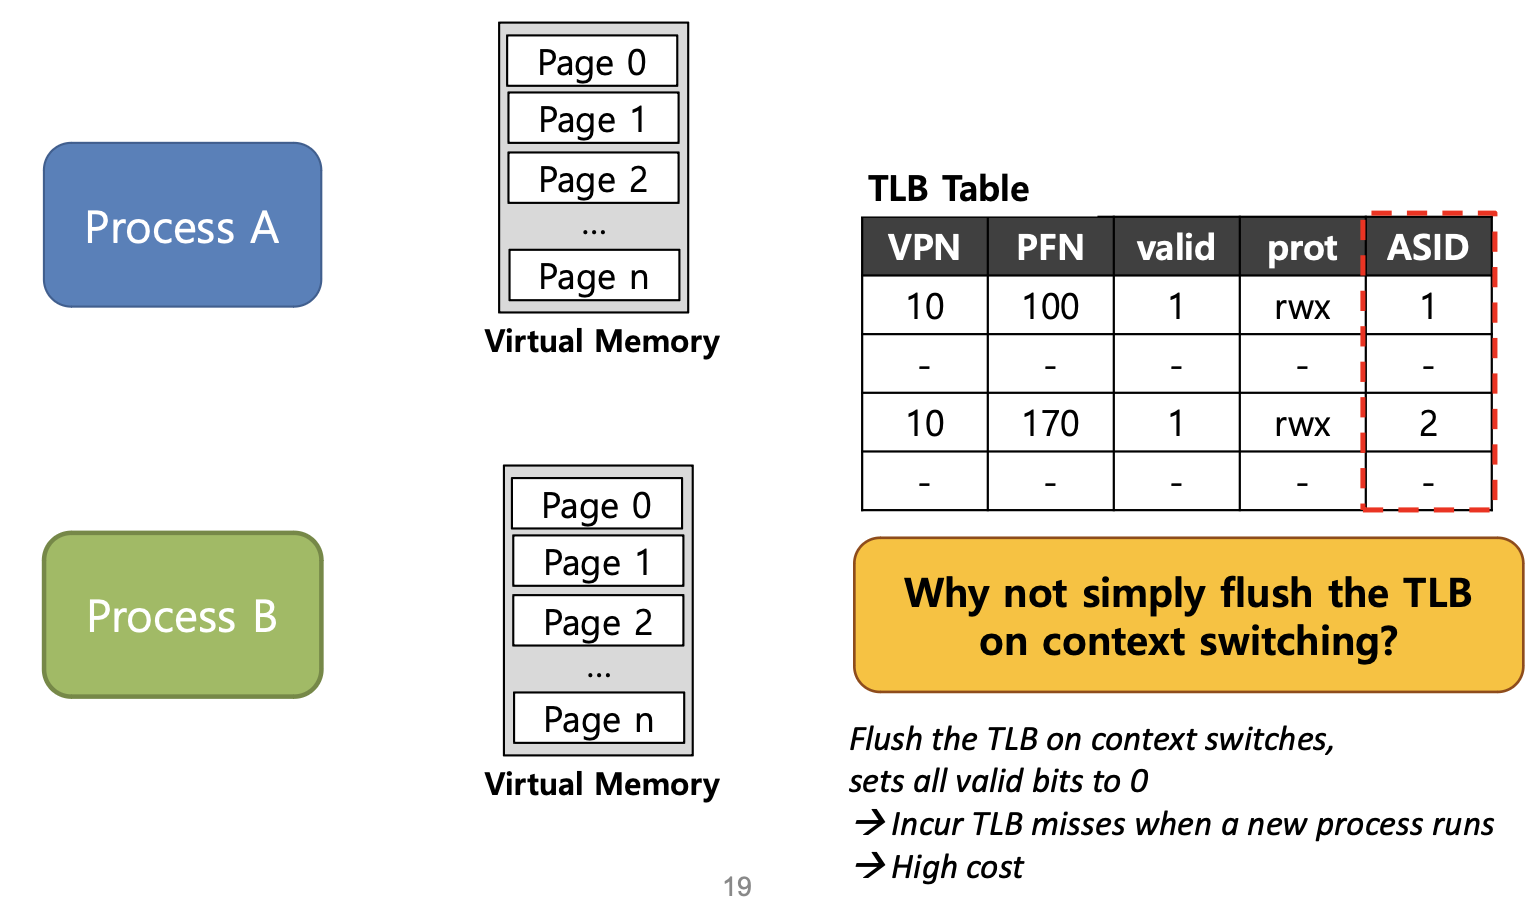 Process A
Page 0
Page 1
Page 2
...
Page n
Virtual Memory
Process B
Page 0
Page 1
Page 2
...
Page n
Virtual Memory
TLB Table
VPN PFN valid prot ASID
10 100 1 rwx 1
- - - - -
10 170 1 rwx 2
- - - - -
Why not simply flush the TLB
on context switching?
Flush the TLB on context switches,
sets all valid bits to 0
→ Incur TLB misses when a new process runs
→ High cost
19